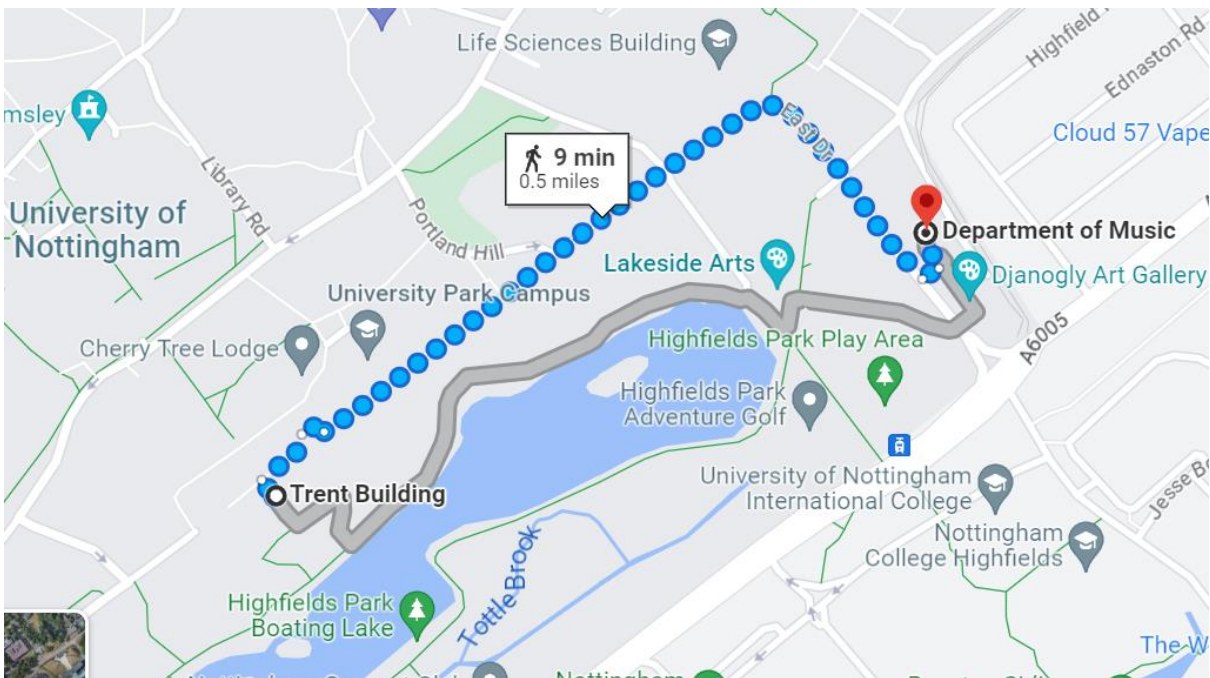 Life Sciences Building
Highfield
Ednaston Rd
East Dr
Cloud 57 Vape
msley
9 min
0.5 miles
Library Rd
University of
Nottingham
Portland Hill
Department of Music
Lakeside Arts
Djanogly Art Gallery
University Park Campus
A6005
Highfields Park Play Area
Cherry Tree Lodge
Highfields Park
Adventure Golf
Trent Building
University of Nottingham
International College
Jesse Bo
Nottingham
College Highfields
Tottle Brook
Highfields Park
Boating Lake
The W
Nottingham